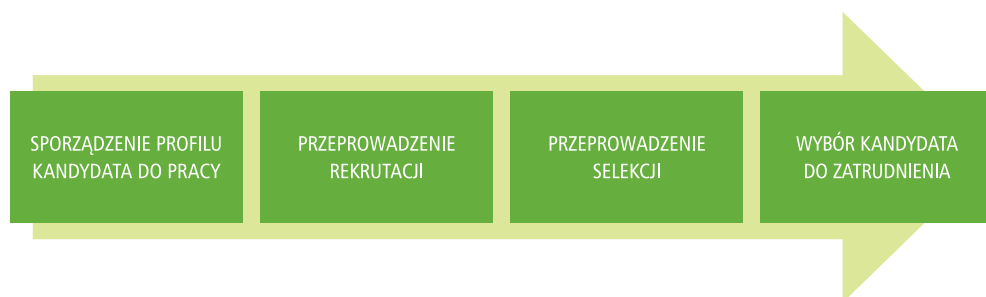 SPORZĄDZENIE PROFILU
KANDYDATA DO PRACY
PRZEPROWADZENIE
REKRUTACJI
PRZEPROWADZENIE
SELEKCJI
WYBÓR KANDYDATA
DO ZATRUDNIENIA